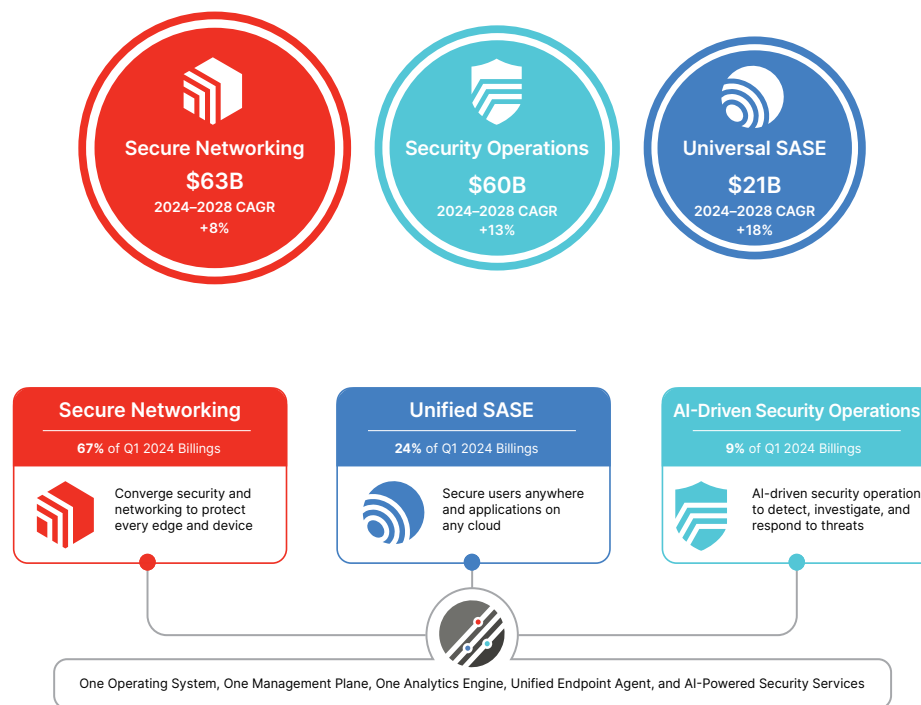 Secure Networking
$63B
2024–2028 CAGR
+8%
Security Operations
$60B
2024–2028 CAGR
+13%
Universal SASE
$21B
2024–2028 CAGR
+18%
Secure Networking
67% of Q1 2024 Billings
Converge security and
networking to protect
every edge and device
Unified SASE
24% of Q1 2024 Billings
Secure users anywhere
and applications on
any cloud
AI-Driven Security Operations
9% of Q1 2024 Billings
AI-driven security operation
to detect, investigate, and
respond to threats
One Operating System, One Management Plane, One Analytics Engine, Unified Endpoint Agent, and AI-Powered Security Services